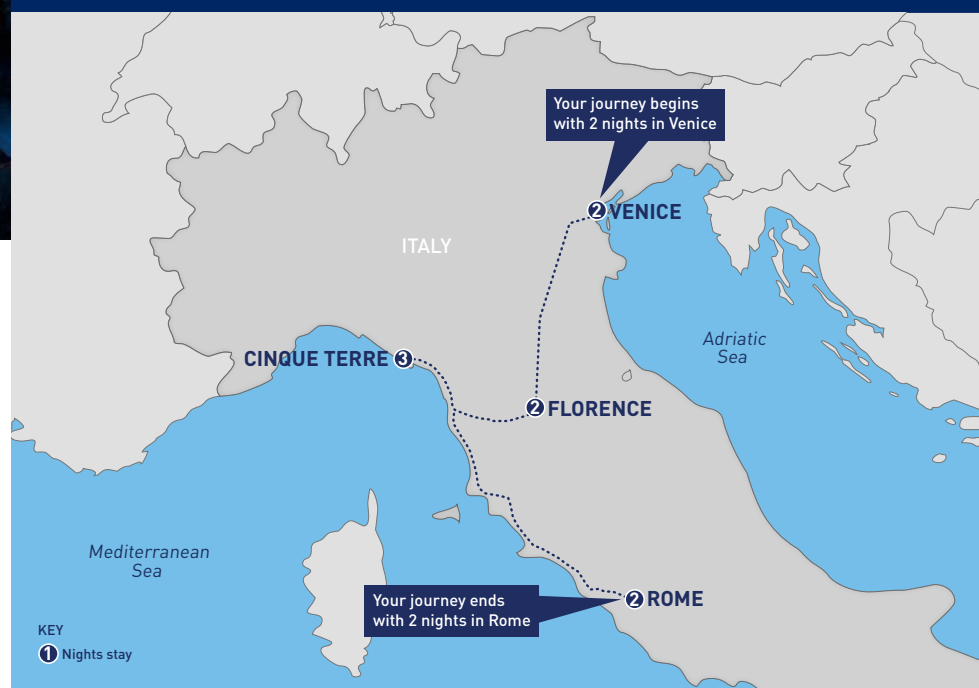 Your journey begins
with 2 nights in Venice
2 VENICE
ITALY
Adriatic
Sea
CINQUE TERRE 3
2 FLORENCE
Mediterranean
Sea
Your journey ends
with 2 nights in Rome
2 ROME
KEY
1 Nights stay